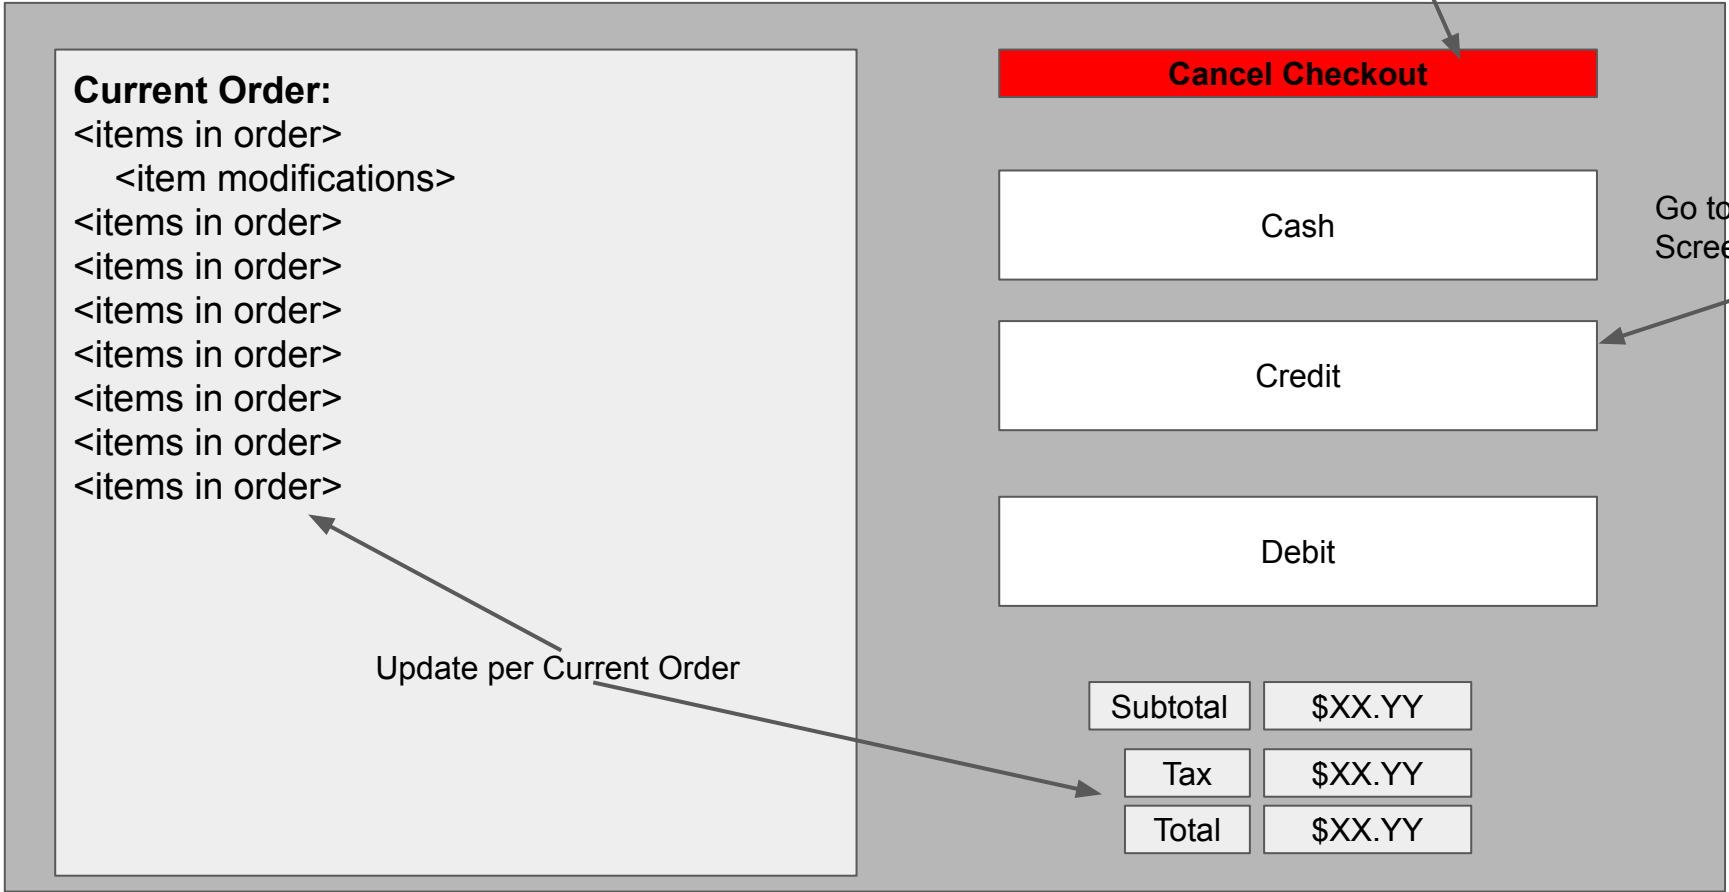 Current Order:
<items in order>
<item modifications>
<items in order>
<items in order>
<items in order>
<items in order>
<items in order>
<items in order>
<items in order>
Update per Current Order
Cancel Checkout
Cash
Go to
Credit
Debit
Subtotal $XX.YY
Tax $XX.YY
Total $XX.YY